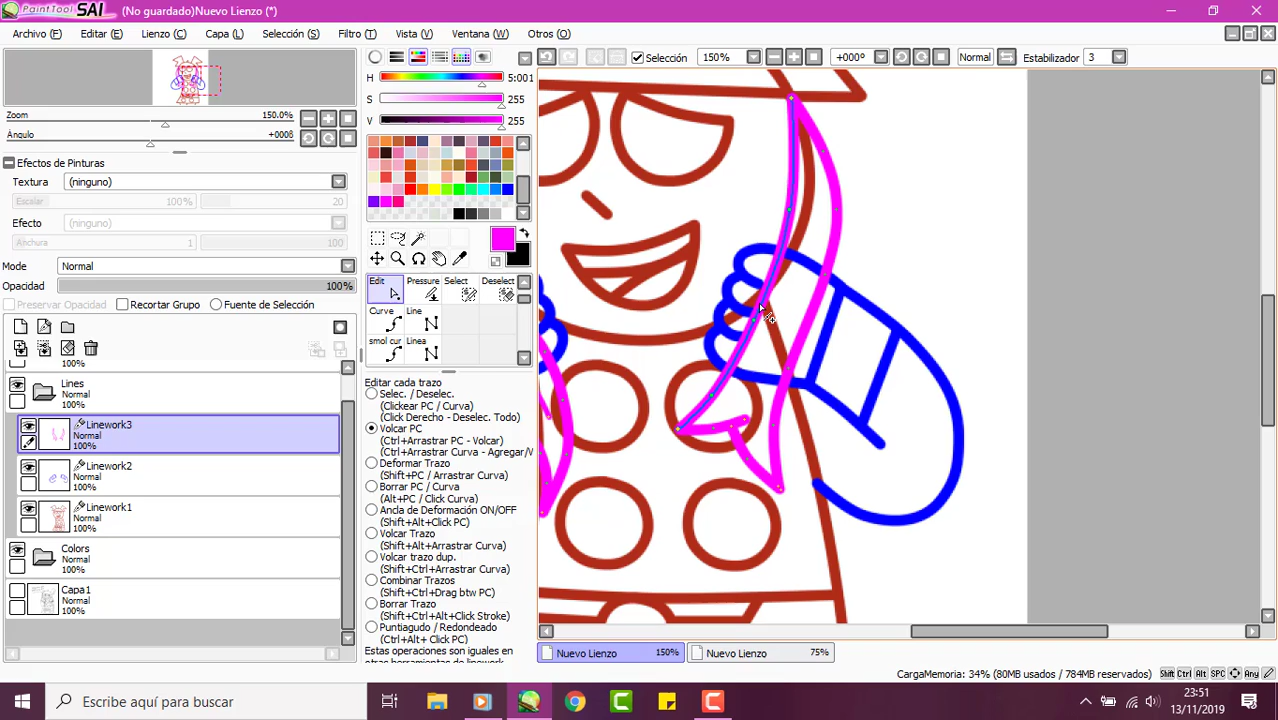 PaintTool SAI (No guardado)Nuevo Lienzo (*)
Archivo (F) Editar (E) Lienzo (C) Capa (L) Selección (S) Filtro (T) Vista (V) Ventana (W) Otros (O)
Selección 150% +000º Normal Estabilizador 3
Zoom 150.0%
Ángulo +000º
H 5:001
S 255
V 255
Efectos de Pinturas
Textura (ninguno)
Escalar 100% 20
Efecto (ninguno)
Anchura 1 100
Mode Normal
Opacidad 100%
Preservar Opacidad Recortar Grupo Fuente de Selección
100%
Lines
100%
Linework3
Normal
100%
Linework2
Normal
100%
Linework1
Normal
100%
Colors
Normal
100%
Capa1
Normal
100%
Edit Pressure Select Deselect
Curve Line
smol cur Linea
Editar cada trazo
Selec. / Deselec.
(Clickear PC / Curva)
(Click Derecho - Deselec. Todo)
Volcar PC
(Ctrl+Arrastrar PC - Volcar)
(Ctrl+Arrastrar Curva - Agregar/V
Deformar Trazo
(Shift+PC / Arrastrar Curva)
Borrar PC / Curva
(Alt+PC / Click Curva)
Ancla de Deformación ON/OFF
(Shift+Alt+Click PC)
Volcar Trazo
(Shift+Alt+Arrastrar Curva)
Volcar trazo dup.
(Shift+Ctrl+Arrastrar Curva)
Combinar Trazos
(Shift+Ctrl+Drag btw PC)
Borrar Trazo
(Shift+Ctrl+Alt+Click Stroke)
Puntiagudo / Rondedado
(Ctrl+Alt+ Click PC)
Estas operaciones son iguales en
Nuevo Lienzo 150% Nuevo Lienzo 75%
CargaMemoria: 34% (80MB usados / 784MB reservados) Shift Ctrl Alt SPC Any
Escribe aquí para buscar
23:51
13/11/2019